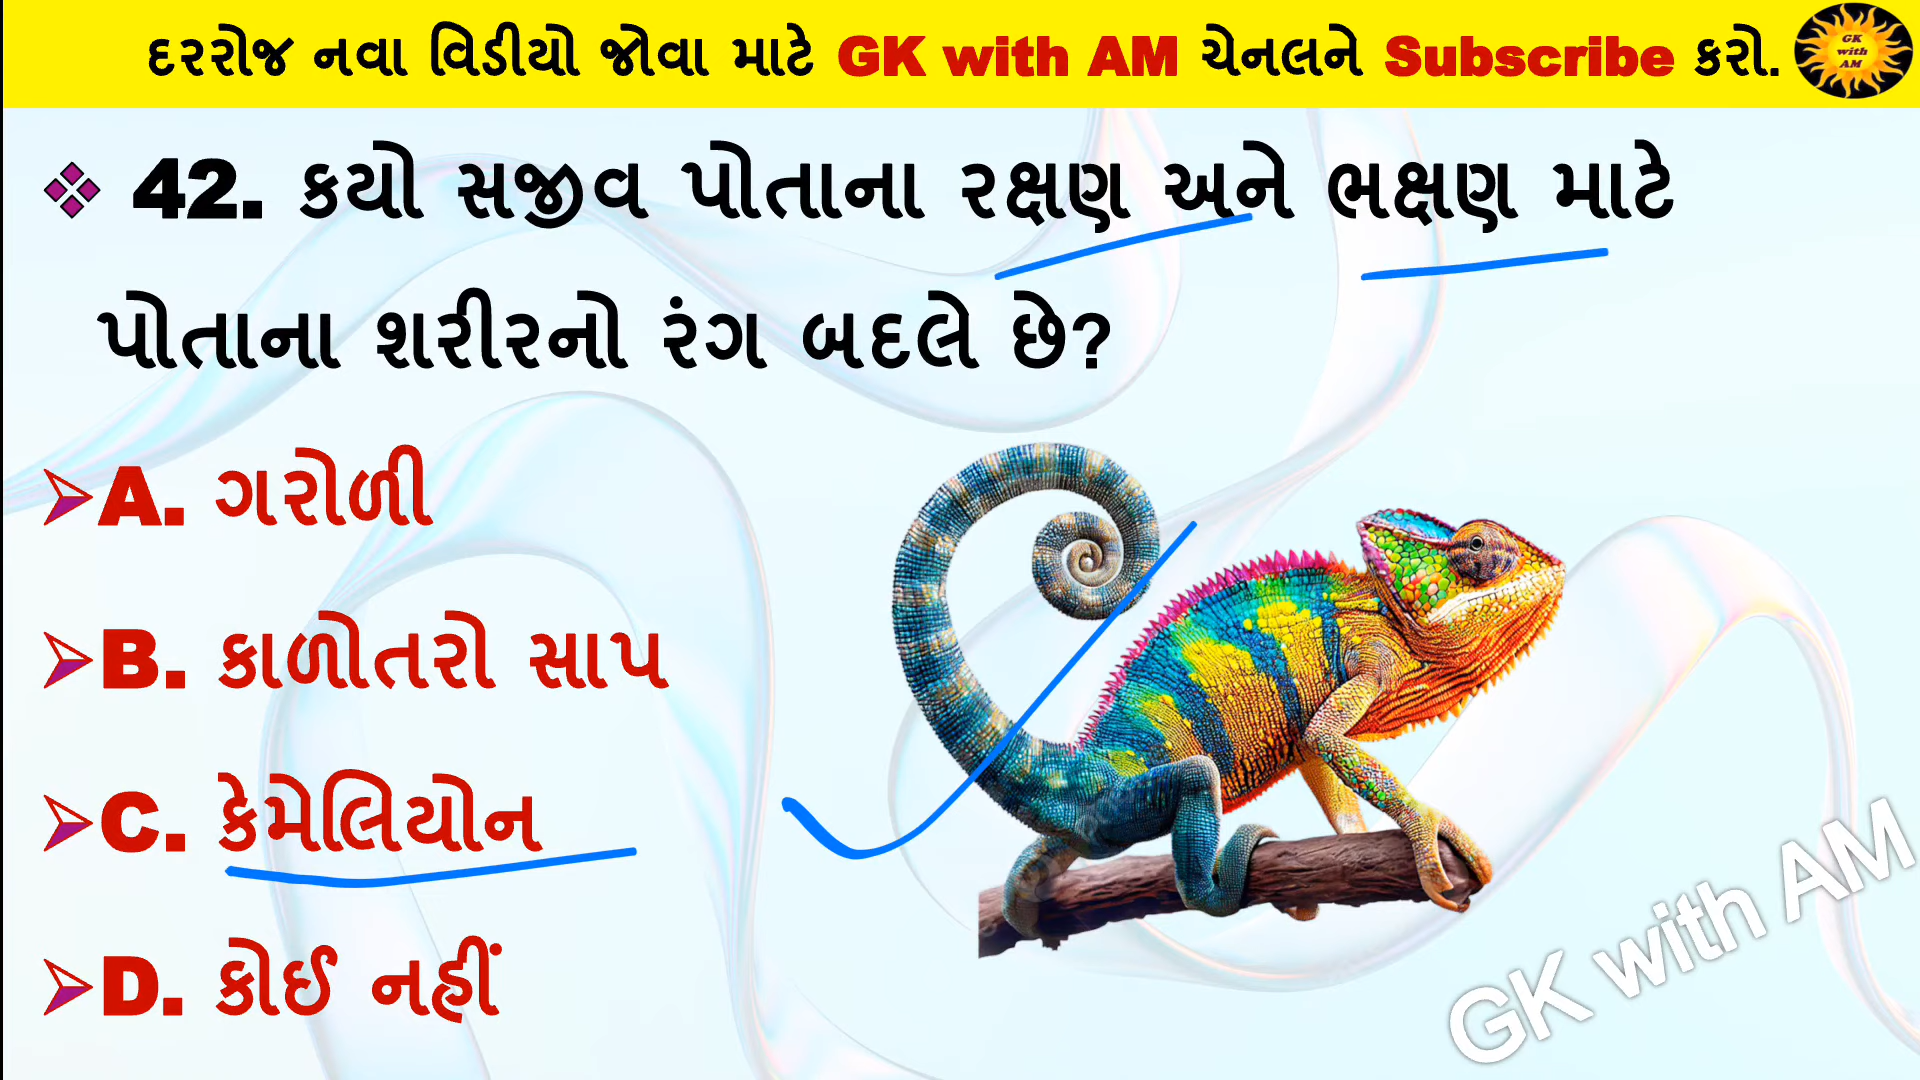 દરરોજ નવા વિડીયો જોવા માટે GK with AM ચેનલને Subscribe કરો.
GK
with
AM
42. કયો સજીવ પોતાના રક્ષણ અને ભક્ષણ માટે
પોતાના શરીરનો રંગ બદલે છે?
A. ગરોળી
B. કાળોતરો સાપ
C. કેમેલિયોન
D. કોઈ નહીં
GK with AM